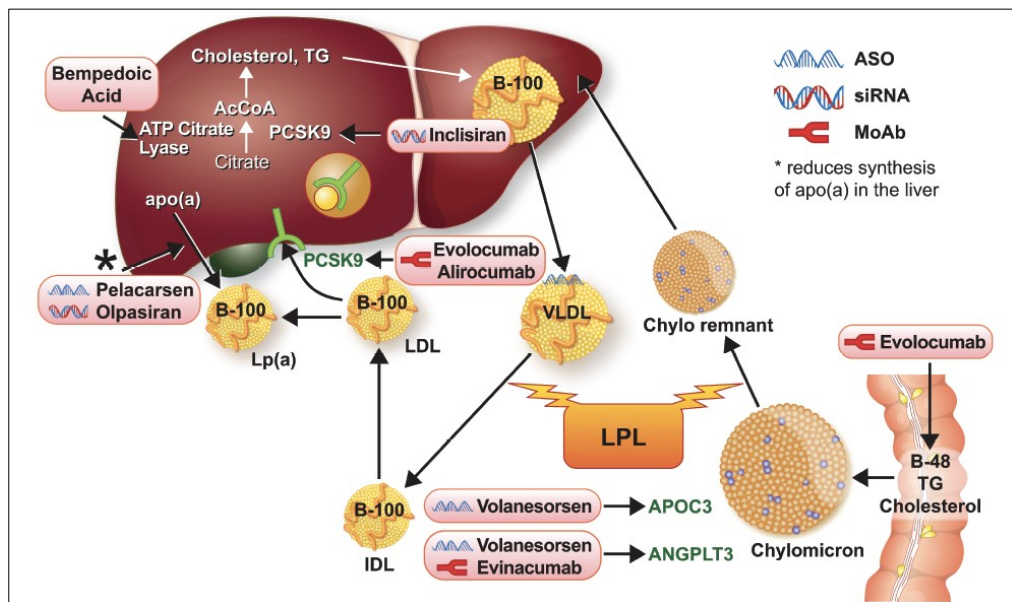 Bempedoic
Acid
Cholesterol, TG
AcCoA
ATP Citrate
Lyase
Citrate
PCSK9
Inclisiran
B-100
ASO
siRNA
MoAb
* reduces synthesis
of apo(a) in the liver
apo(a)
*
Pelacarsen
Olpasiran
PCSK9
Evolocumab
Alirocumab
B-100
Lp(a)
B-100
LDL
VLDL
Chylo remnant
Evolocumab
LPL
B-48
TG
Cholesterol
Chylomicron
B-100
IDL
Volanesorsen
APOC3
Volanesorsen
Evinacumab
ANGPLT3